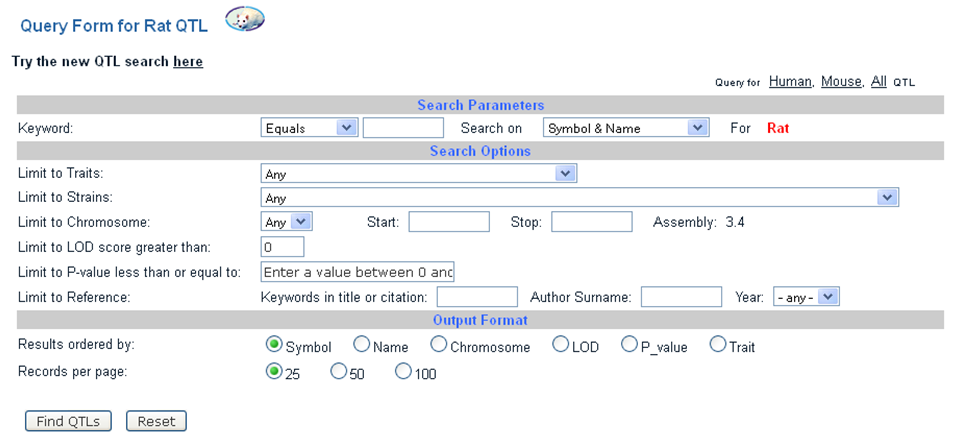 Query Form for Rat QTL
Try the new QTL search here
Query for Human, Mouse, All QTL
Search Parameters
Keyword: Equals Search on Symbol & Name For Rat
Search Options
Limit to Traits: Any
Limit to Strains: Any
Limit to Chromosome: Any Start: Stop: Assembly: 3.4
Limit to LOD score greater than: 0
Limit to P-value less than or equal to: Enter a value between 0 and
Limit to Reference: Keywords in title or citation: Author Surname: Year: - any -
Output Format
Results ordered by: Symbol Name Chromosome LOD P_value Trait
Records per page: 25 50 100
Find QTLs Reset